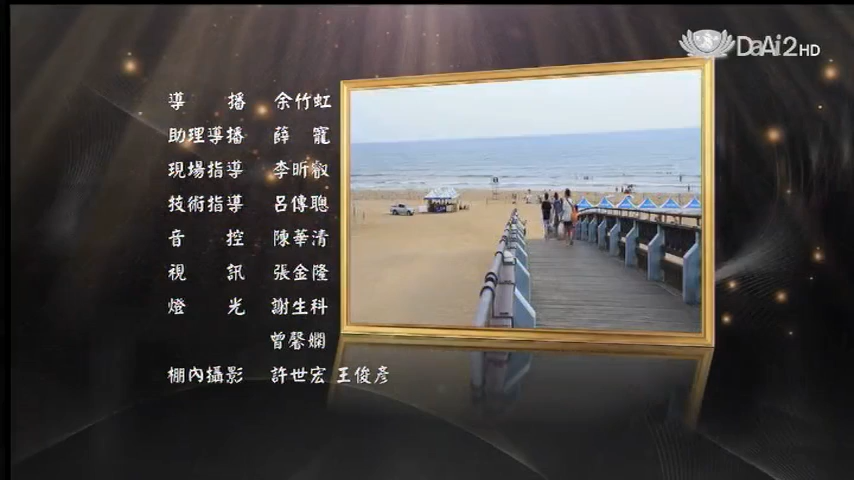 DaAi2 HD
導播 余竹虹
助理導播 薛寵
現場指導 李昕叡
技術指導 呂傳聰
音控 陳華清
視訊 張金隆
燈光 謝生科
曾馨嫻
棚內攝影 許世宏 王俊彥